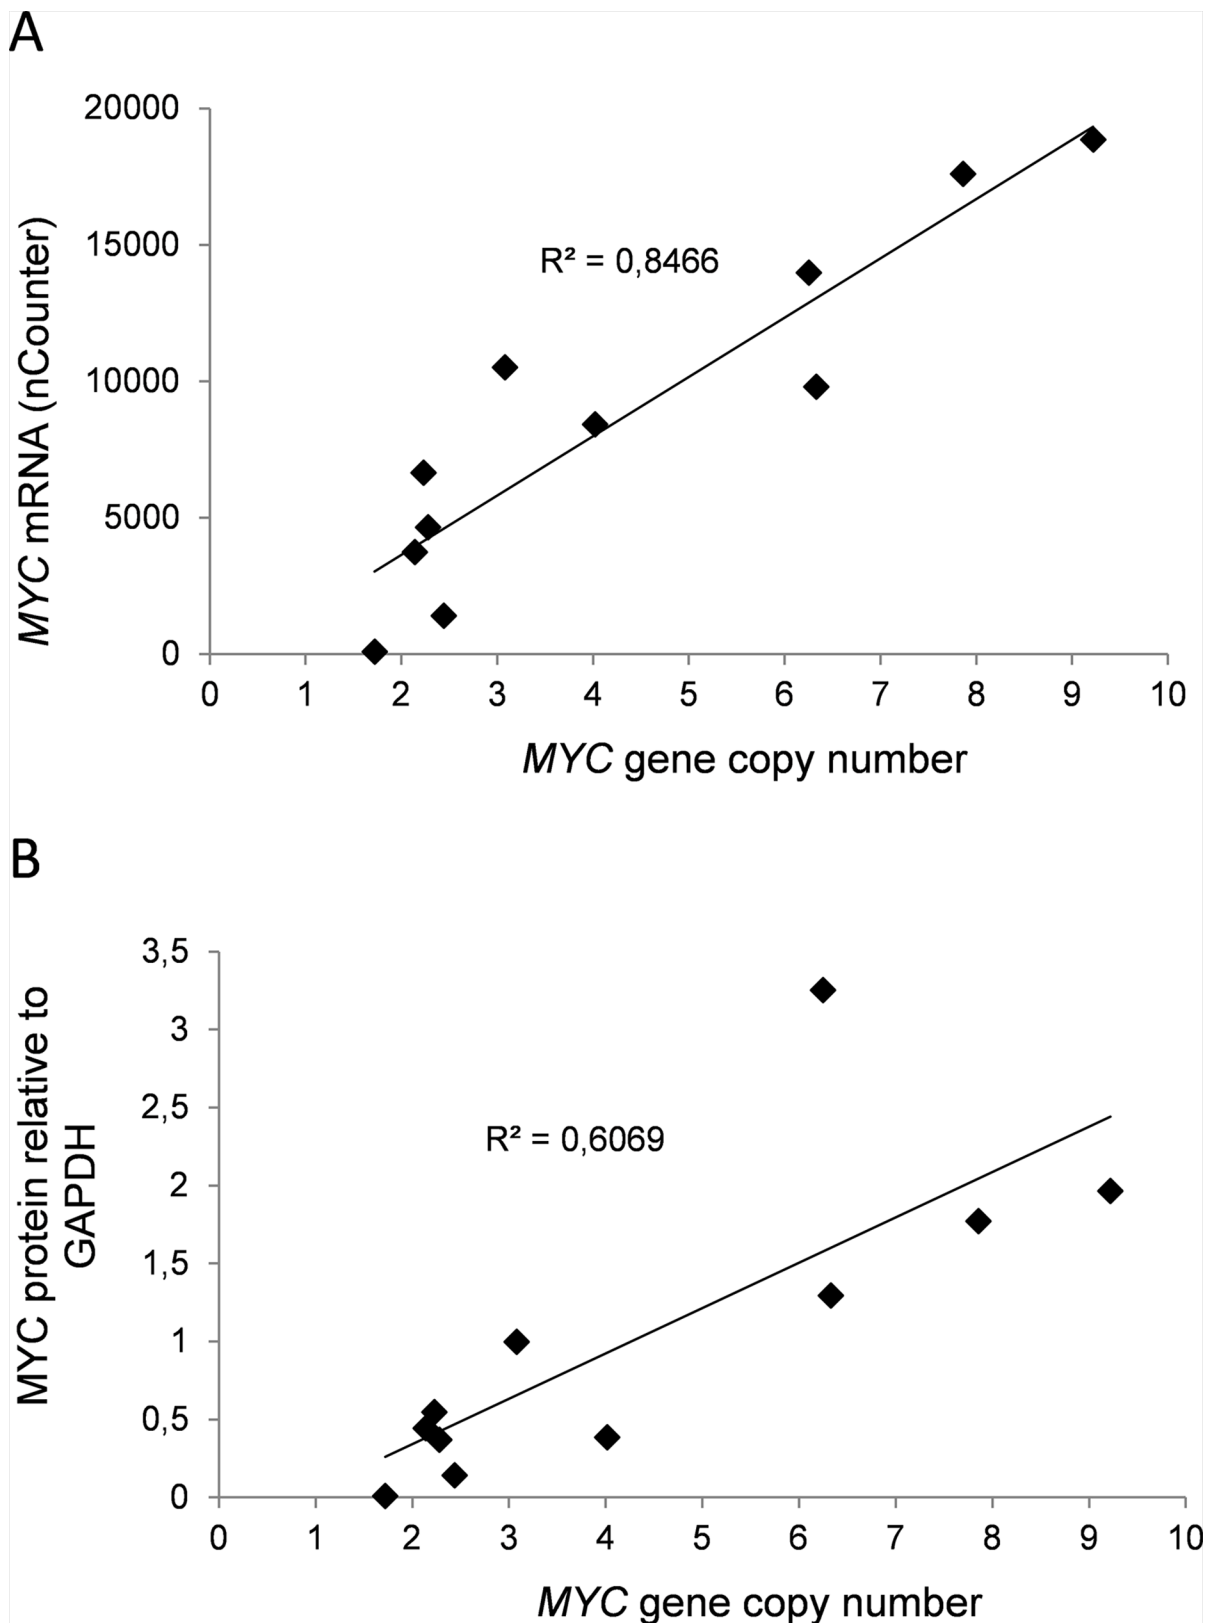 A
20000
15000
10000
5000
0
MYC mRNA (nCounter)
R² = 0,8466
0 1 2 3 4 5 6 7 8 9 10
MYC gene copy number
B
3,5
3
2,5
2
1,5
1
0,5
0
MYC protein relative to
GAPDH
R² = 0,6069
0 1 2 3 4 5 6 7 8 9 10
MYC gene copy number